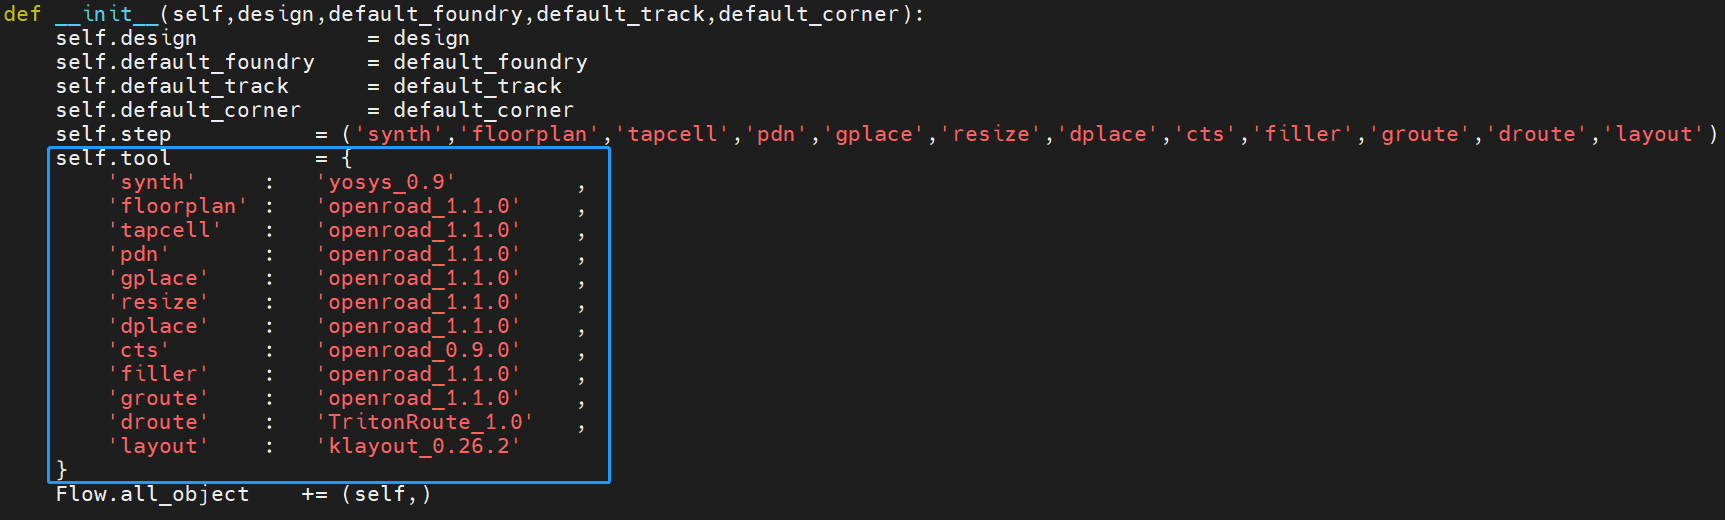 def __init__(self,design,default_foundry,default_track,default_corner):
    self.design             = design
    self.default_foundry    = default_foundry
    self.default_track      = default_track
    self.default_corner     = default_corner
    self.step           = ('synth','floorplan','tapcell','pdn','gplace','resize','dplace','cts','filler','groute','droute','layout')
    self.tool           = {
        'synth'     :   'yosys_0.9'         ,
        'floorplan' :   'openroad_1.1.0'    ,
        'tapcell'   :   'openroad_1.1.0'    ,
        'pdn'       :   'openroad_1.1.0'    ,
        'gplace'    :   'openroad_1.1.0'    ,
        'resize'    :   'openroad_1.1.0'    ,
        'dplace'    :   'openroad_1.1.0'    ,
        'cts'       :   'openroad_0.9.0'    ,
        'filler'    :   'openroad_1.1.0'    ,
        'groute'    :   'openroad_1.1.0'    ,
        'droute'    :   'TritonRoute_1.0'   ,
        'layout'    :   'klayout_0.26.2'
    }
    Flow.all_object    += (self,)